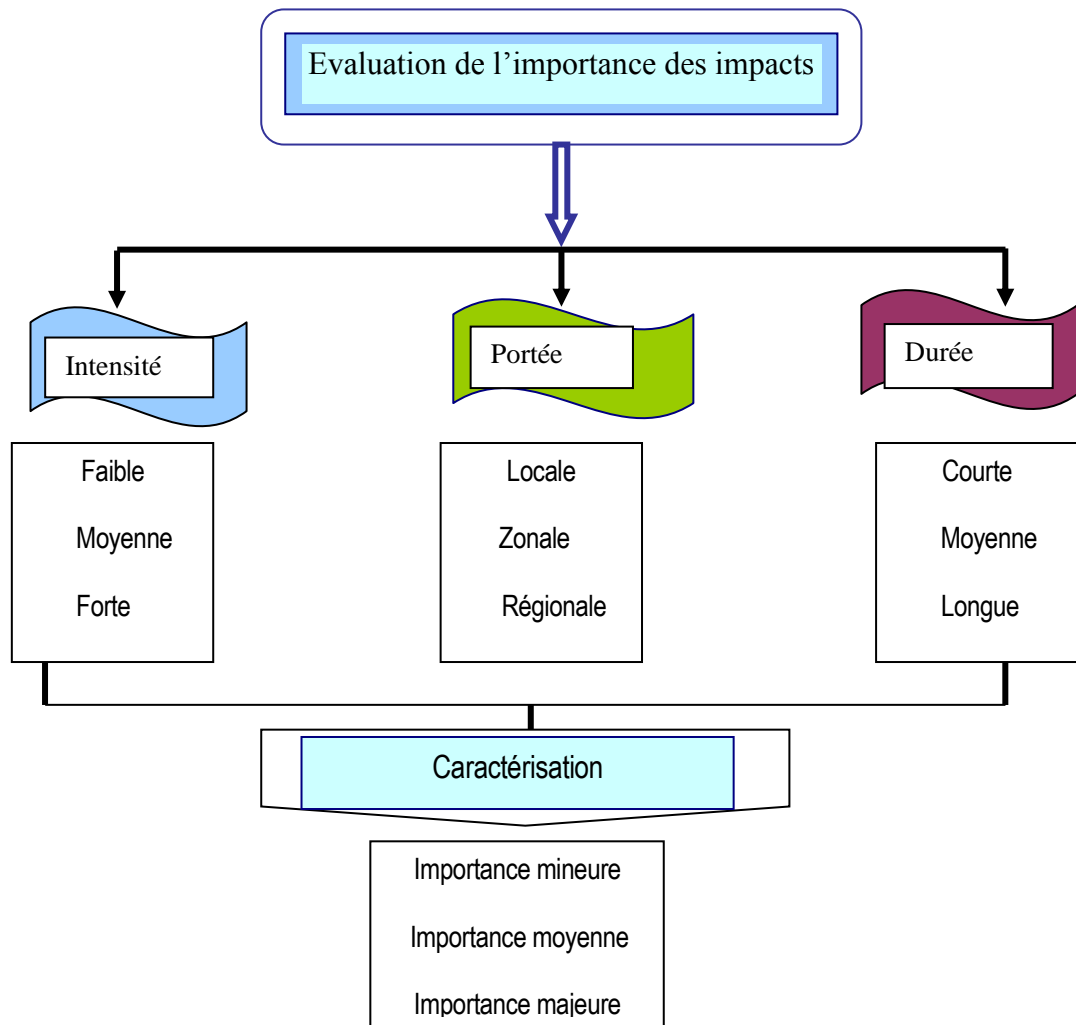 Evaluation de l’importance des impacts
Intensité
Portée
Durée
Faible
Moyenne
Forte
Locale
Zonale
Régionale
Courte
Moyenne
Longue
Caractérisation
Importance mineure
Importance moyenne
Importance majeure